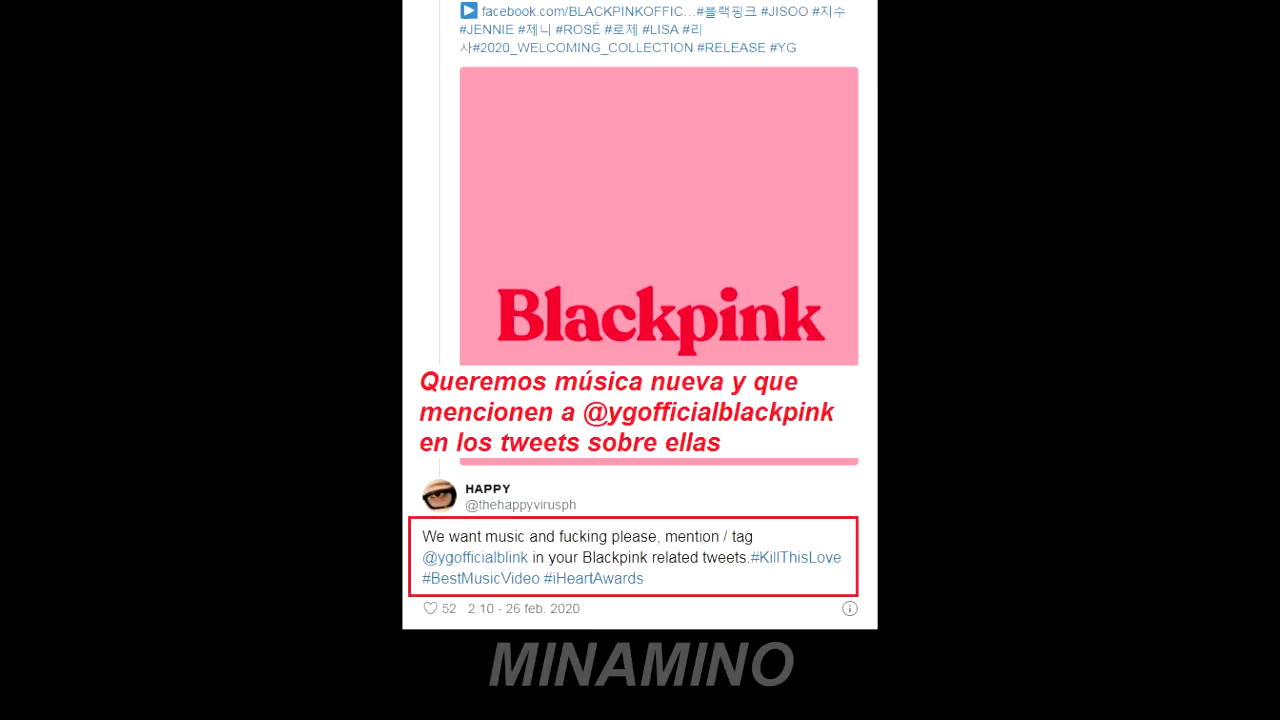 facebook.com/BLACKPINKOFFIC...#블랙핑크 #JISOO #지수
#JENNIE #제니 #ROSÉ #로제 #LISA #리
사#2020_WELCOMING_COLLECTION #RELEASE #YG
Blackpink
Queremos música nueva y que
mencionen a @ygofficialblackpink
en los tweets sobre ellas
HAPPY
@thehappyvirusph
We want music and fucking please, mention / tag
@ygofficialblink in your Blackpink related tweets.#KillThisLove
#BestMusicVideo #iHeartAwards
52 2:10 - 26 feb. 2020
MINAMINO